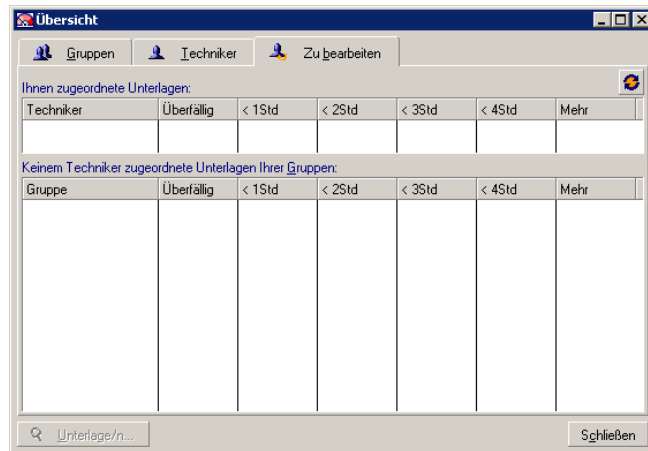 Übersicht
Gruppen Techniker Zu bearbeiten
Ihnen zugeordnete Unterlagen:
Techniker Überfällig < 1Std < 2Std < 3Std < 4Std Mehr
Keinem Techniker zugeordnete Unterlagen Ihrer Gruppen:
Gruppe Überfällig < 1Std < 2Std < 3Std < 4Std Mehr
Unterlage/n... Schließen